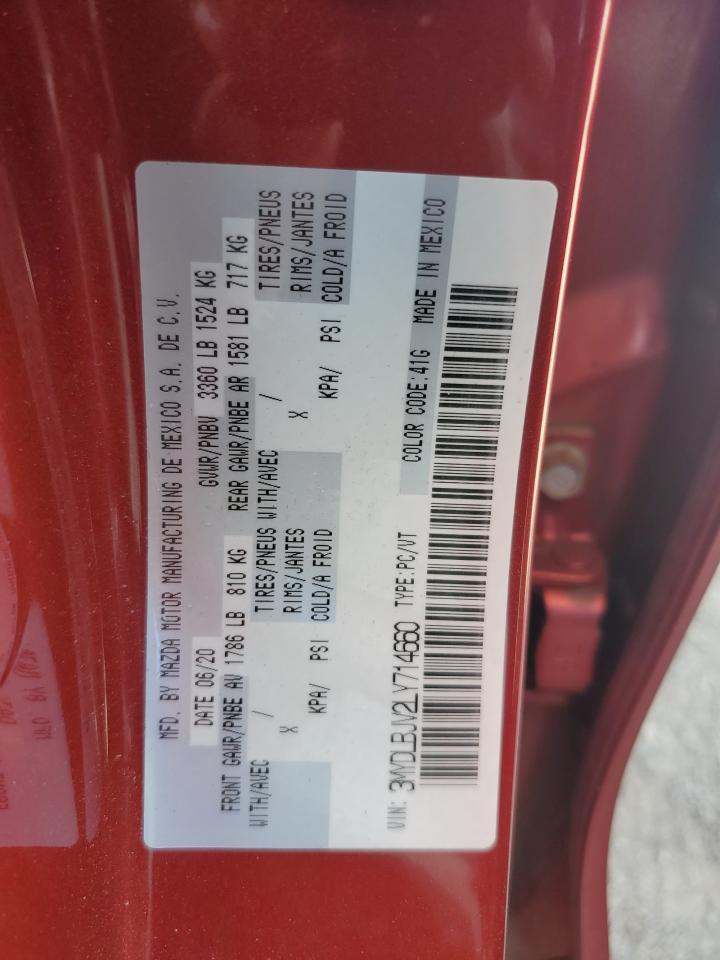 MFD. BY MAZDA MOTOR MANUFACTURING DE MEXICO S.A. DE C.V.
DATE 06/20 GVWR/PNBV 3360 LB 1524 KG
FRONT GAWR/PNBE AV 1786 LB 810 KG REAR GAWR/PNBE AR 1581 LB 717 KG
WITH/AVEC / TIRES/PNEUS WITH/AVEC / TIRES/PNEUS
X RIMS/JANTES X RIMS/JANTES
KPA/ PSI COLD/A FROID KPA/ PSI COLD/A FROID
VIN: 3MYDLBJV2LY714660 TYPE:PC/VT COLOR CODE:41G MADE IN MEXICO